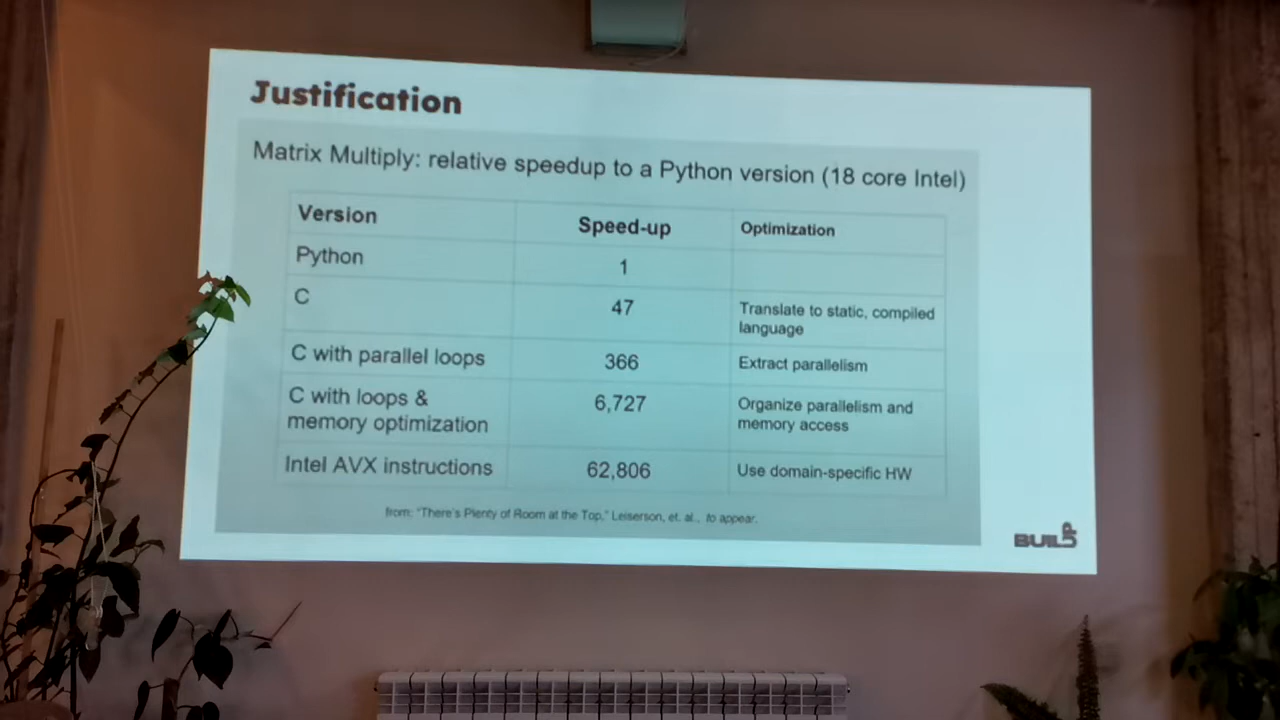 Justification
Matrix Multiply: relative speedup to a Python version (18 core Intel)
Version Speed-up Optimization
Python 1
C 47 Translate to static, compiled
language
C with parallel loops 366 Extract parallelism
C with loops &
memory optimization 6,727 Organize parallelism and
memory access
Intel AVX instructions 62,806 Use domain-specific HW
from: "There's Plenty of Room at the Top," Leiserson, et. al., to appear.
BUILD UP